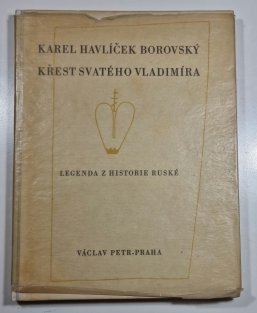 KAREL HAVLÍČEK BOROVSKÝ
KŘEST SVATÉHO VLADIMÍRA
LEGENDA Z HISTORIE RUSKÉ
VÁCLAV PETR-PRAHA